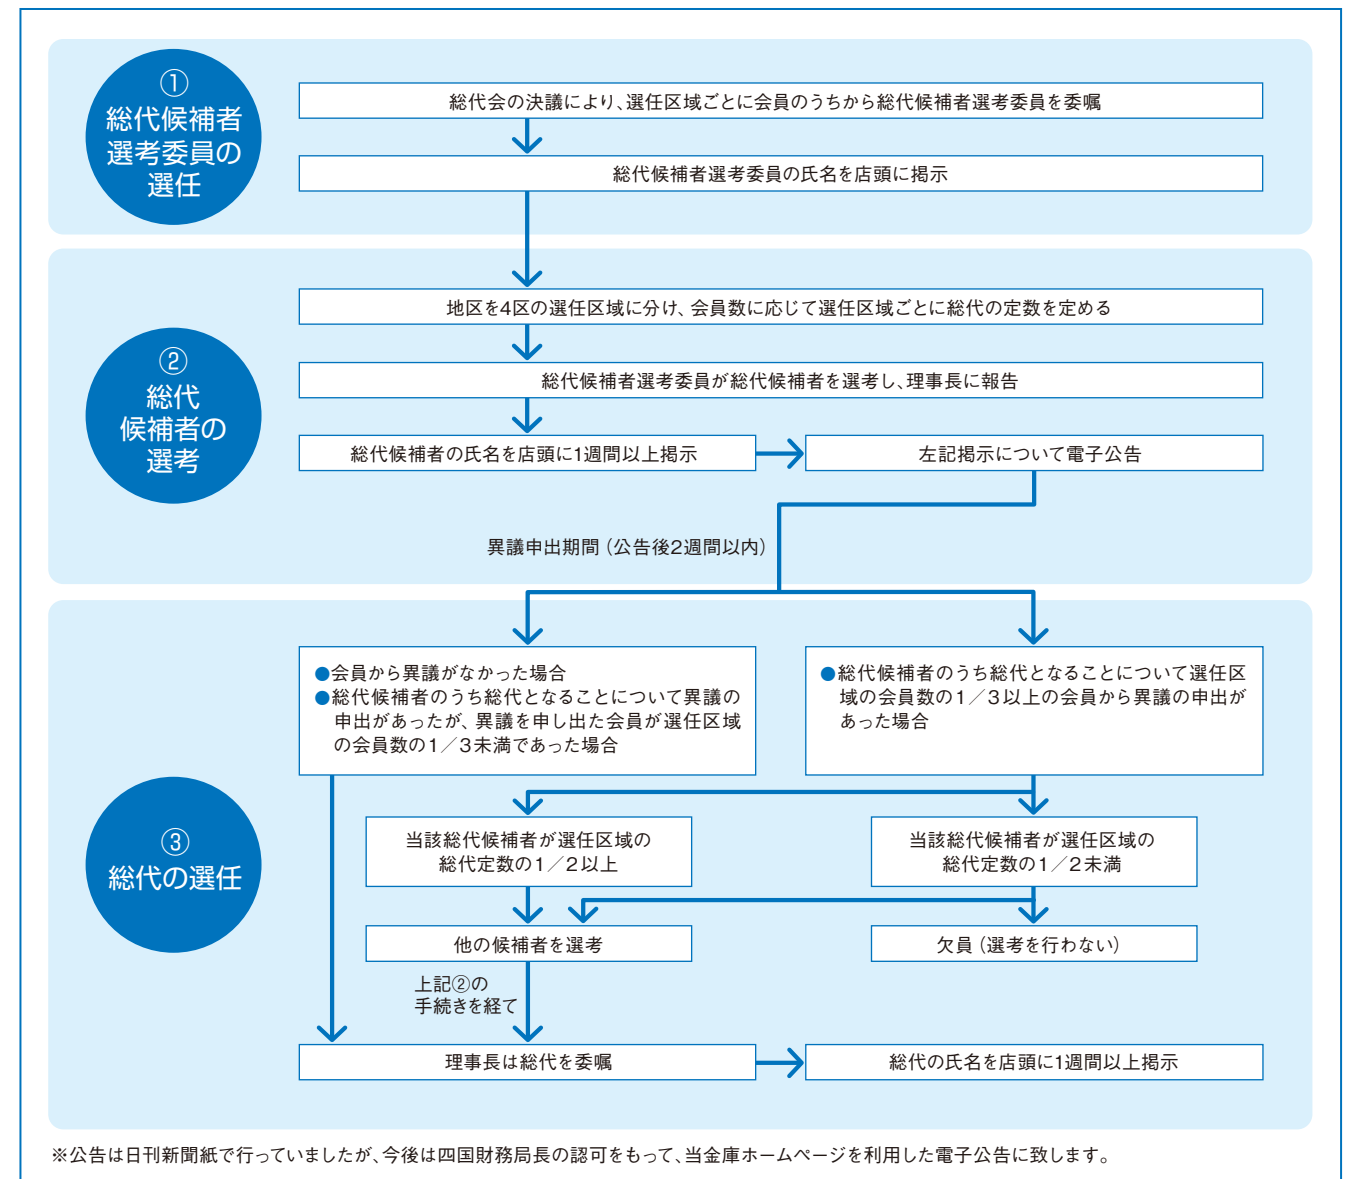 ①
総代候補者
選考委員の
選任
総代会の決議により、選任区域ごとに会員のうちから総代候補者選考委員を委嘱
総代候補者選考委員の氏名を店頭に掲示
②
総代
候補者の
選考
地区を4区の選任区域に分け、会員数に応じて選任区域ごとに総代の定数を定める
総代候補者選考委員が総代候補者を選考し、理事長に報告
総代候補者の氏名を店頭に1週間以上掲示
左記掲示について電子公告
異議申出期間（公告後2週間以内）
③
総代の選任
●会員から異議がなかった場合
●総代候補者のうち総代となることについて異議の
申出があったが、異議を申し出た会員が選任区域
の会員数の1／3未満であった場合
●総代候補者のうち総代となることについて選任区
域の会員数の1／3以上の会員から異議の申出が
あった場合
当該総代候補者が選任区域の
総代定数の1／2以上
当該総代候補者が選任区域の
総代定数の1／2未満
他の候補者を選考
欠員（選考を行わない）
上記②の
手続きを経て
理事長は総代を委嘱
総代の氏名を店頭に1週間以上掲示
※公告は日刊新聞紙で行っていましたが、今後は四国財務局長の認可をもって、当金庫ホームページを利用した電子公告に致します。